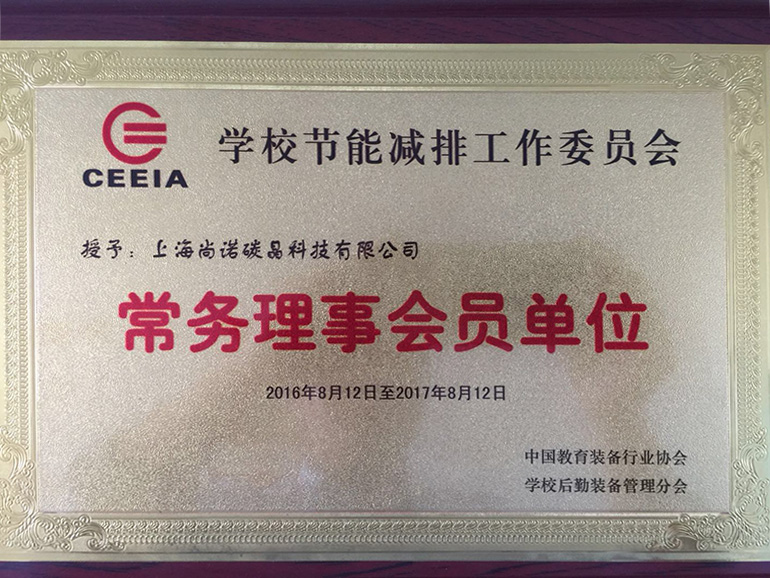 CEEIA
学校节能减排工作委员会
授予：上海尚诺碳晶科技有限公司
常务理事会员单位
2016年8月12日至2017年8月12日
中国教育装备行业协会
学校后勤装备管理分会